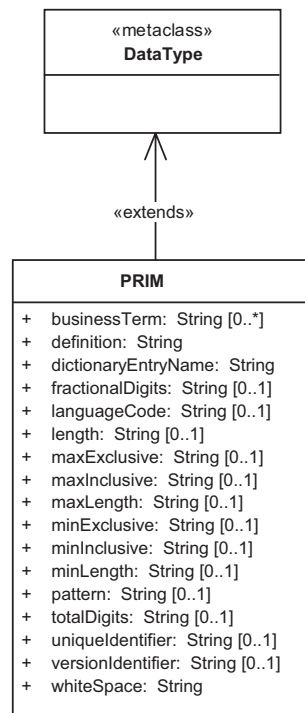 «metaclass»
DataType
«extends»
PRIM
+ businessTerm: String [0..*]
+ definition: String
+ dictionaryEntryName: String
+ fractionalDigits: String [0..1]
+ languageCode: String [0..1]
+ length: String [0..1]
+ maxExclusive: String [0..1]
+ maxInclusive: String [0..1]
+ maxLength: String [0..1]
+ minExclusive: String [0..1]
+ minInclusive: String [0..1]
+ minLength: String [0..1]
+ pattern: String [0..1]
+ totalDigits: String [0..1]
+ uniqueIdentifier: String [0..1]
+ versionIdentifier: String [0..1]
+ whiteSpace: String